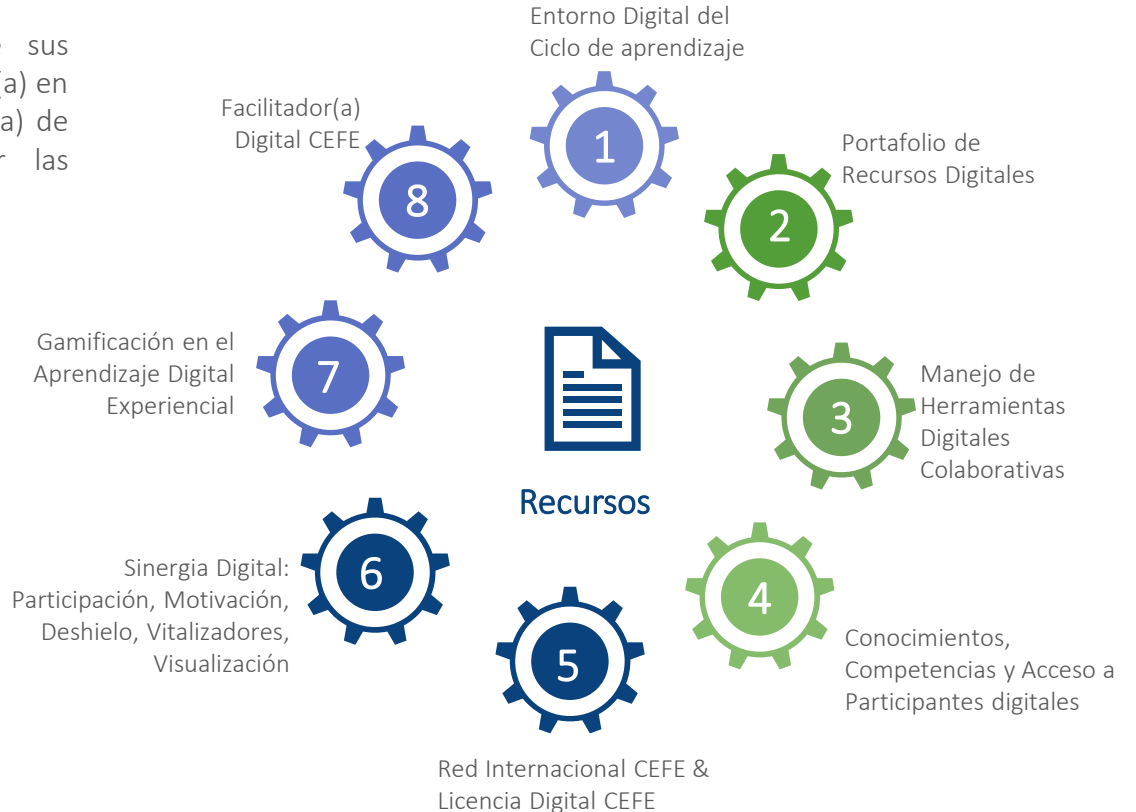 sus
(a) en
a) de
las
Entorno Digital del
Ciclo de aprendizaje
1
Portafolio de
Recursos Digitales
2
Manejo de
Herramientas
Digitales
Colaborativas
3
Conocimientos,
Competencias y Acceso a
Participantes digitales
4
Red Internacional CEFE &
Licencia Digital CEFE
5
Sinergia Digital:
Participación, Motivación,
Deshielo, Vitalizadores,
Visualización
6
Gamificación en el
Aprendizaje Digital
Experiencial
7
Facilitador(a)
Digital CEFE
8
Recursos